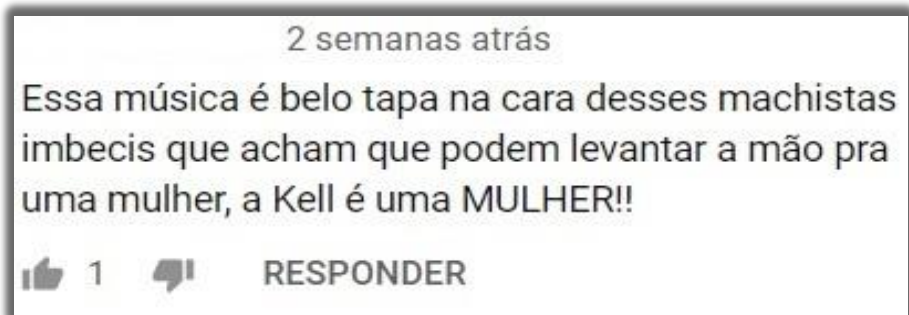 2 semanas atrás
Essa música é belo tapa na cara desses machistas
imbecis que acham que podem levantar a mão pra
uma mulher, a Kell é uma MULHER!!
1 RESPONDER